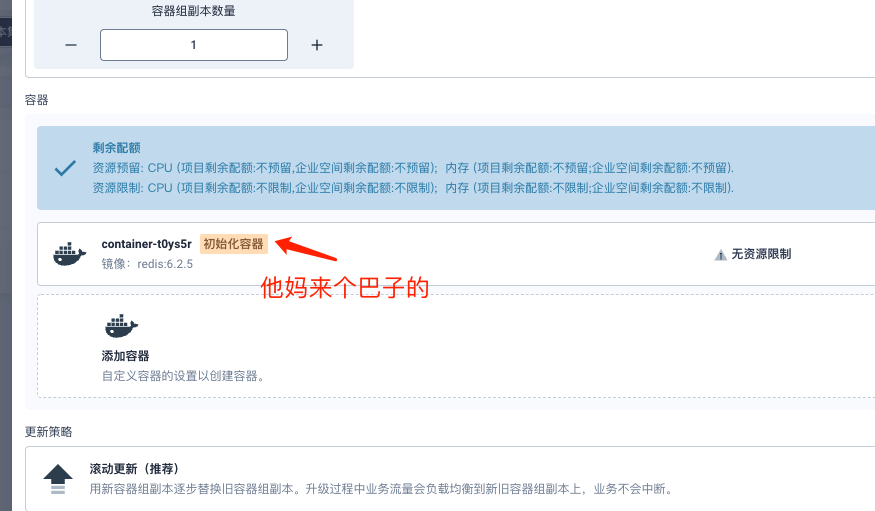 容器组副本数量
1
容器
剩余配额
资源预留: CPU (项目剩余配额:不预留,企业空间剩余配额:不预留)；内存 (项目剩余配额:不预留;企业空间剩余配额:不预留).
资源限制: CPU (项目剩余配额:不限制,企业空间剩余配额:不限制)；内存 (项目剩余配额:不限制;企业空间剩余配额:不限制).
container-t0ys5r 初始化容器
无资源限制
镜像：redis:6.2.5
他妈来个巴子的
添加容器
自定义容器的设置以创建容器。
更新策略
滚动更新（推荐）
用新容器组副本逐步替换旧容器组副本。升级过程中业务流量会负载均衡到新旧容器组副本上，业务不会中断。